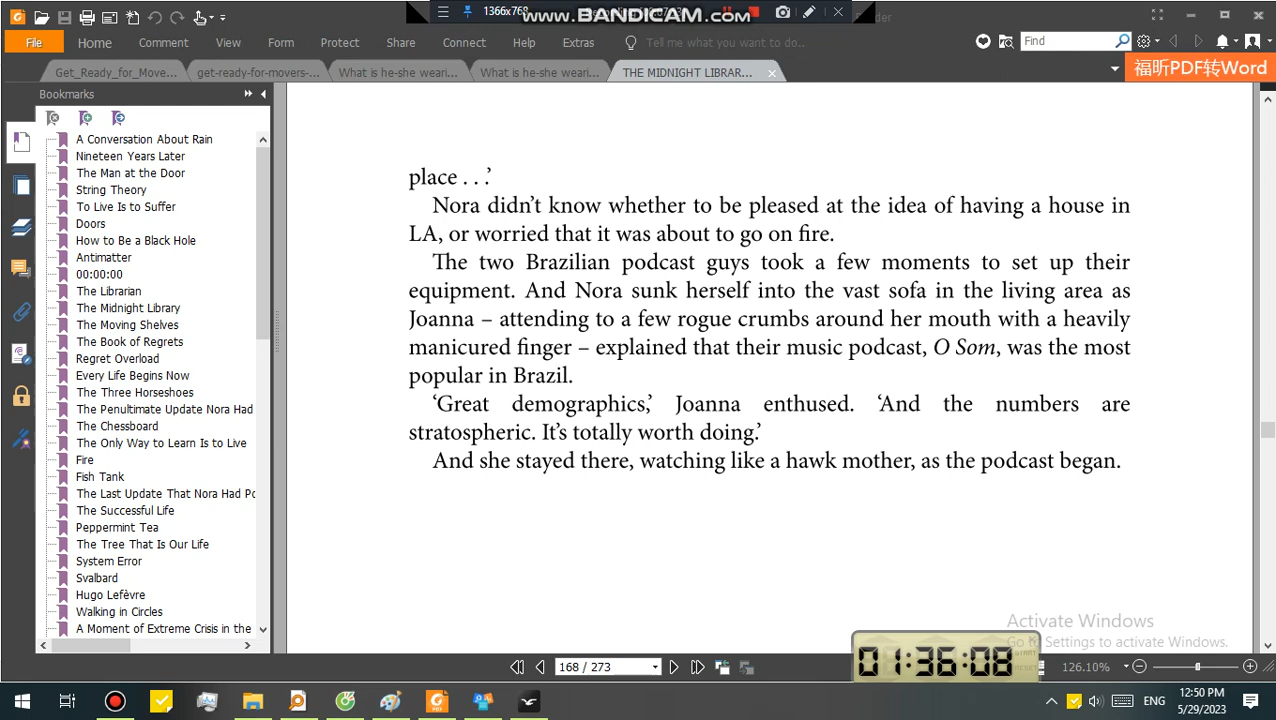 1366x768
www.BANDICAM.com
File
Home
Comment
View
Form
Protect
Share
Connect
Help
Extras
Tell me what you want to do...
Find
Get_Ready_for_Move...
get-ready-for-movers-...
What is he-she weari...
What is he-she weari...
THE MIDNIGHT LIBRAR...
福昕PDF转Word
Bookmarks
A Conversation About Rain
Nineteen Years Later
The Man at the Door
String Theory
To Live Is to Suffer
Doors
How to Be a Black Hole
Antimatter
00:00:00
The Librarian
The Midnight Library
The Moving Shelves
The Book of Regrets
Regret Overload
Every Life Begins Now
The Three Horseshoes
The Penultimate Update Nora Had
The Chessboard
The Only Way to Learn Is to Live
Fire
Fish Tank
The Last Update That Nora Had Po
The Successful Life
Peppermint Tea
The Tree That Is Our Life
System Error
Svalbard
Hugo Lefèvre
Walking in Circles
A Moment of Extreme Crisis in the
place . . .’
Nora didn’t know whether to be pleased at the idea of having a house in
LA, or worried that it was about to go on fire.
The two Brazilian podcast guys took a few moments to set up their
equipment. And Nora sunk herself into the vast sofa in the living area as
Joanna – attending to a few rogue crumbs around her mouth with a heavily
manicured finger – explained that their music podcast, O Som, was the most
popular in Brazil.
‘Great demographics,’ Joanna enthused. ‘And the numbers are
stratospheric. It’s totally worth doing.’
And she stayed there, watching like a hawk mother, as the podcast began.
Activate Windows
Go to Settings to activate Windows.
01:36:08
168 / 273
126.10%
ENG
12:50 PM
5/29/2023